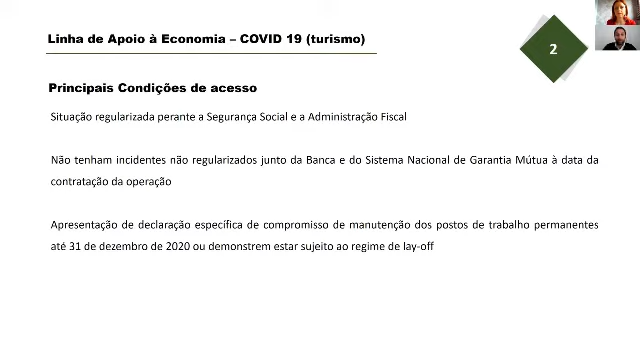 Linha de Apoio à Economia – COVID 19 (turismo)
2
Principais Condições de acesso
Situação regularizada perante a Segurança Social e a Administração Fiscal
Não tenham incidentes não regularizados junto da Banca e do Sistema Nacional de Garantia Mútua à data da
contratação da operação
Apresentação de declaração específica de compromisso de manutenção dos postos de trabalho permanentes
até 31 de dezembro de 2020 ou demonstrem estar sujeito ao regime de lay-off